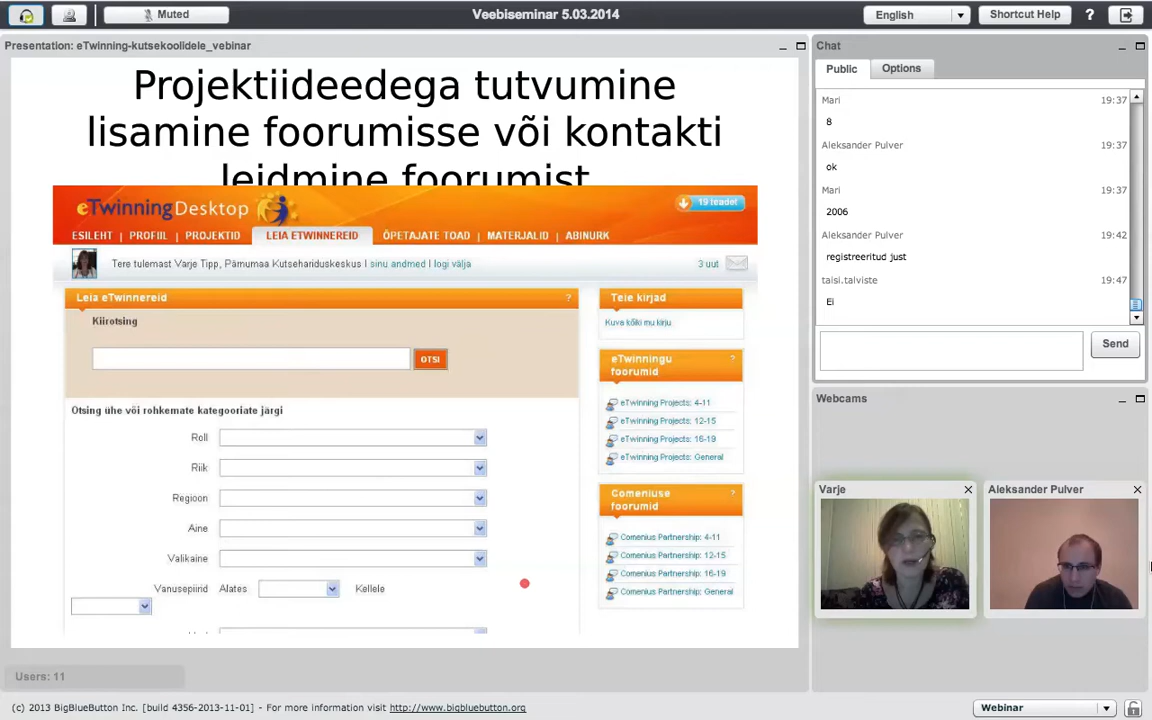 Muted
Veebiseminar 5.03.2014
English
Shortcut Help
?
Presentation: eTwinning-kutsekoolidele_vebinar
Projektiideedega tutvumine
lisamine foorumisse või kontakti
leidmine foorumist
eTwinningDesktop
19 teadet
ESILEHT | PROFIIL | PROJEKTID
LEIA ETWINNEREID
ÕPETAJATE TOAD | MATERJALID | ABINURK
Tere tulemast Varje Tipp, Pärnumaa Kutsehariduskeskus I sinu andmed I logi välja
3 uut
Leia eTwinnereid
?
Kiirotsing
OTSI
Otsing ühe või rohkemate kategooriate järgi
Roll
Riik
Regioon
Aine
Valikaine
Vanusepiirid
Alates
Kellele
Teie kirjad
Kuva kõiki mu kirju
eTwinningu
foorumid
?
eTwinning Projects: 4-11
eTwinning Projects: 12-15
eTwinning Projects: 16-19
eTwinning Projects: General
Comeniuse
foorumid
?
Comenius Partnership: 4-11
Comenius Partnership: 12-15
Comenius Partnership: 16-19
Comenius Partnership: General
Users: 11
Chat
Public
Options
Mari
19:37
8
Aleksander Pulver
19:37
ok
Mari
19:37
2006
Aleksander Pulver
19:42
registreeritud just
taisi.talviste
19:47
Ei
Send
Webcams
Varje
Aleksander Pulver
(c) 2013 BigBlueButton Inc. [build 4356-2013-11-01] - For more information visit http://www.bigbluebutton.org
Webinar